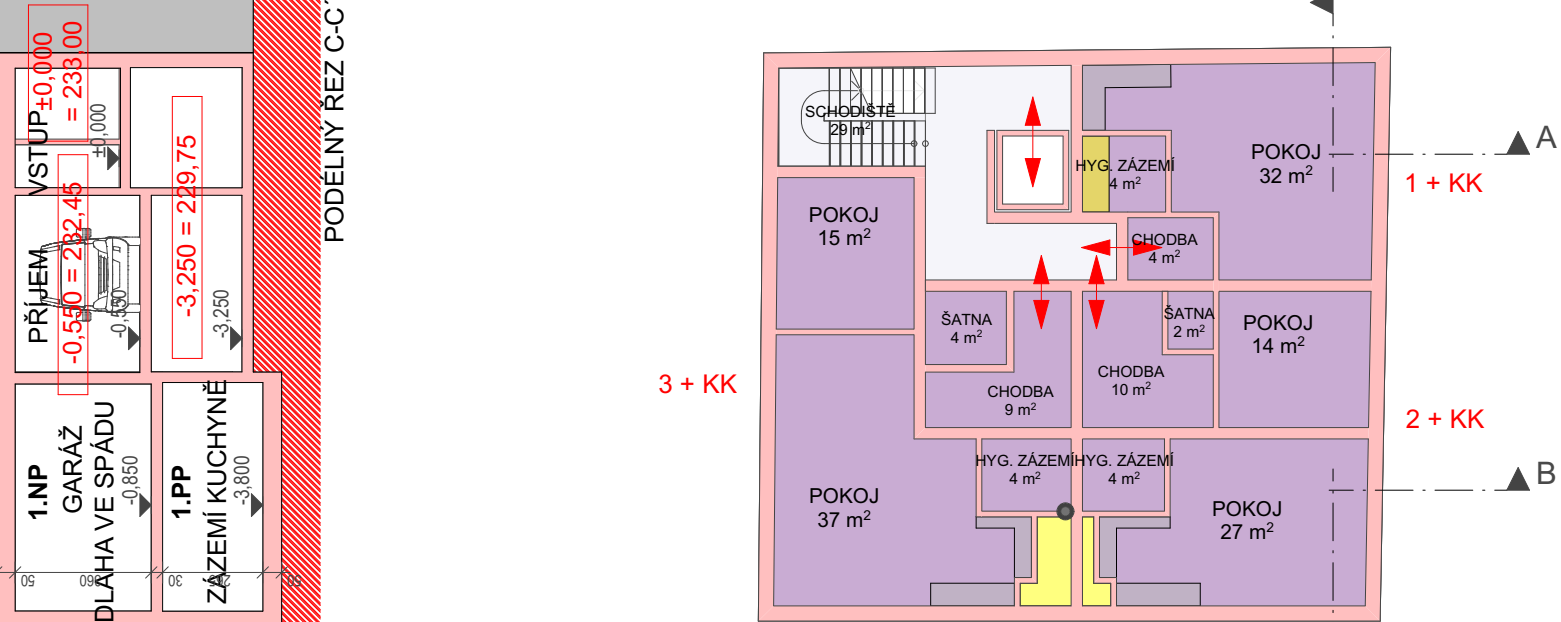 ±0,000
= 233,00
VSTUP
±0,000
-3,250 = 229,75
PODÉLNÝ ŘEZ C-C'
PŘÍJEM
-0,550 = 232,45
-0,550
-3,250
1.NP
GARÁŽ
DLAHA VE SPÁDU
-0,850
1.PP
ZÁZEMÍ KUCHYNĚ
-3,800
50
30
50
SCHODIŠTĚ
29 m²
HYG. ZÁZEMÍ
4 m²
POKOJ
32 m²
A
1 + KK
POKOJ
15 m²
CHODBA
4 m²
ŠATNA
4 m²
ŠATNA
2 m²
POKOJ
14 m²
3 + KK
CHODBA
9 m²
CHODBA
10 m²
2 + KK
HYG. ZÁZEMÍ
4 m²
HYG. ZÁZEMÍ
4 m²
B
POKOJ
37 m²
POKOJ
27 m²